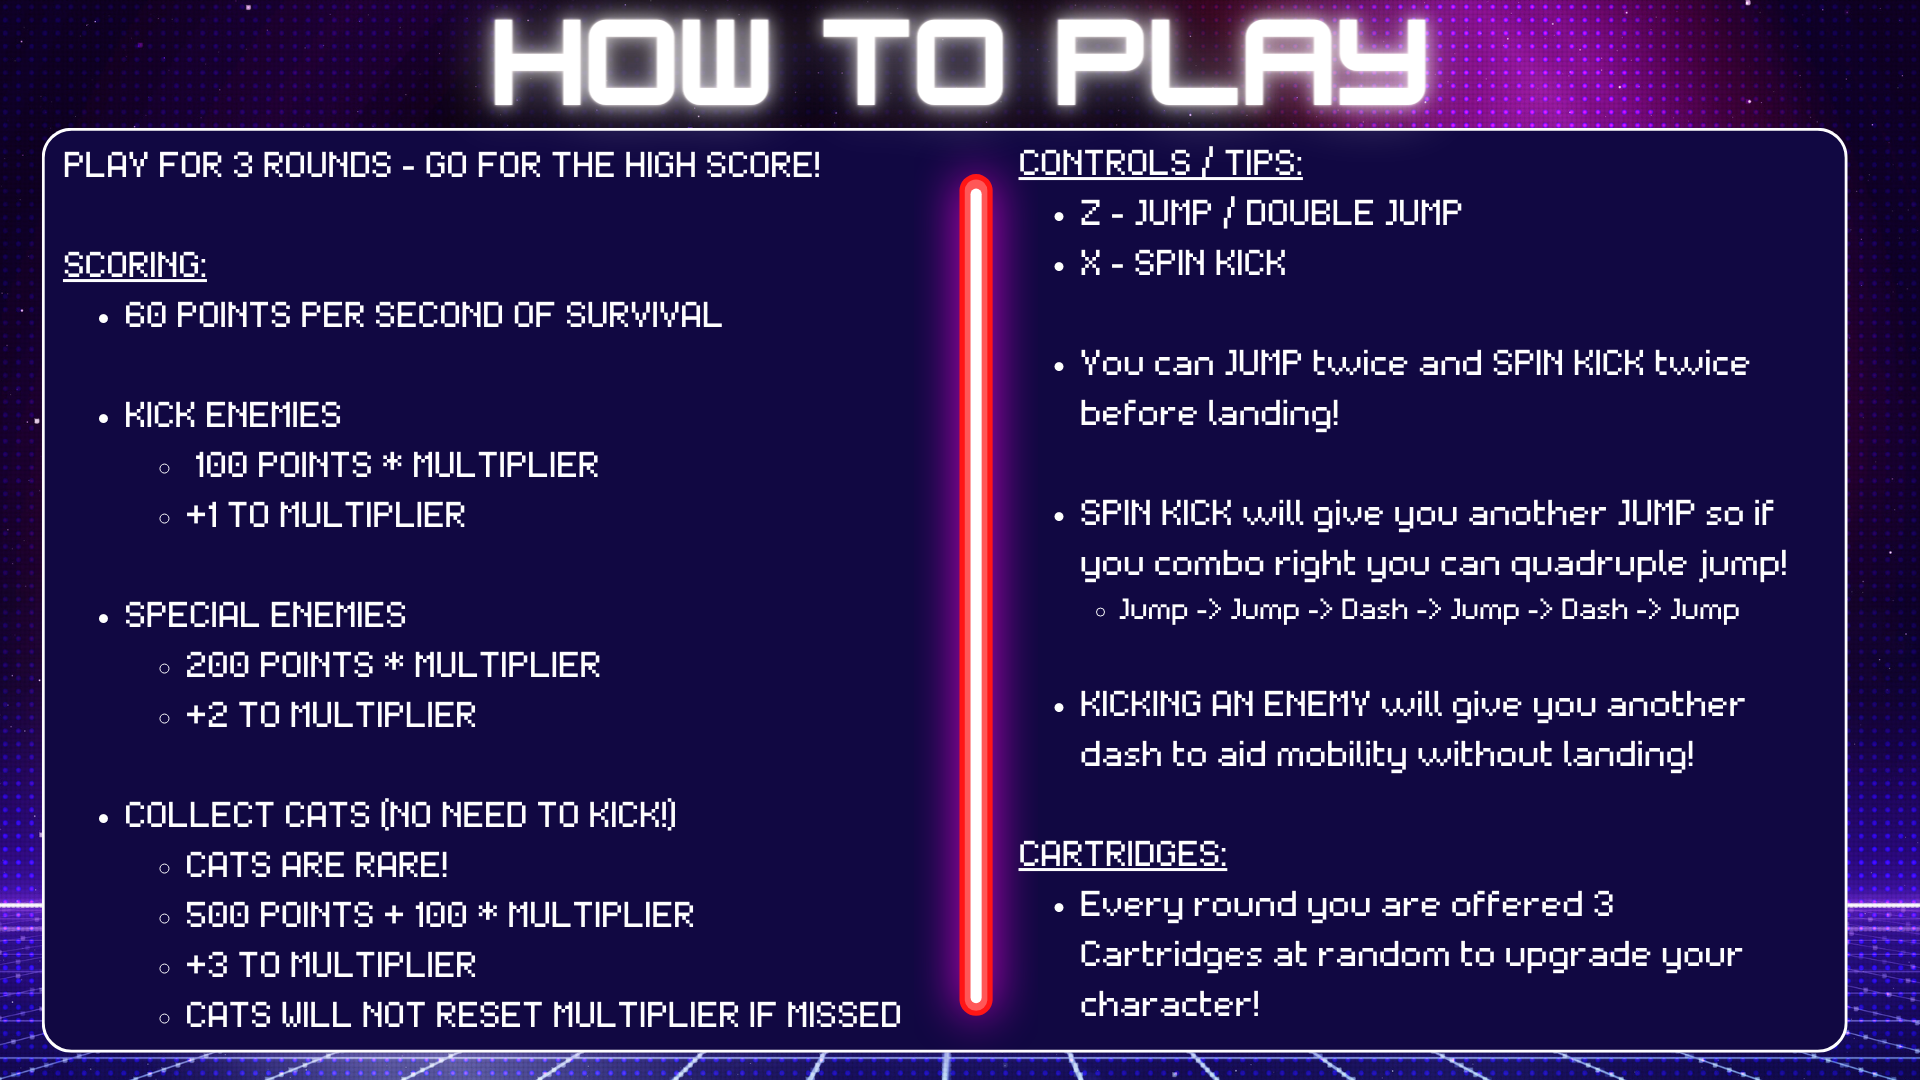 HOW TO PLAY
PLAY FOR 3 ROUNDS - GO FOR THE HIGH SCORE!
SCORING:
• 60 POINTS PER SECOND OF SURVIVAL
• KICK ENEMIES
◦ 100 POINTS * MULTIPLIER
◦ +1 TO MULTIPLIER
• SPECIAL ENEMIES
◦ 200 POINTS * MULTIPLIER
◦ +2 TO MULTIPLIER
• COLLECT CATS (NO NEED TO KICK!)
◦ CATS ARE RARE!
◦ 500 POINTS + 100 * MULTIPLIER
◦ +3 TO MULTIPLIER
◦ CATS WILL NOT RESET MULTIPLIER IF MISSED
CONTROLS / TIPS:
• Z - JUMP / DOUBLE JUMP
• X - SPIN KICK
• You can JUMP twice and SPIN KICK twice
before landing!
• SPIN KICK will give you another JUMP so if
you combo right you can quadruple jump!
◦ Jump -> Jump -> Dash -> Jump -> Dash -> Jump
• KICKING AN ENEMY will give you another
dash to aid mobility without landing!
CARTRIDGES:
• Every round you are offered 3
Cartridges at random to upgrade your
character!